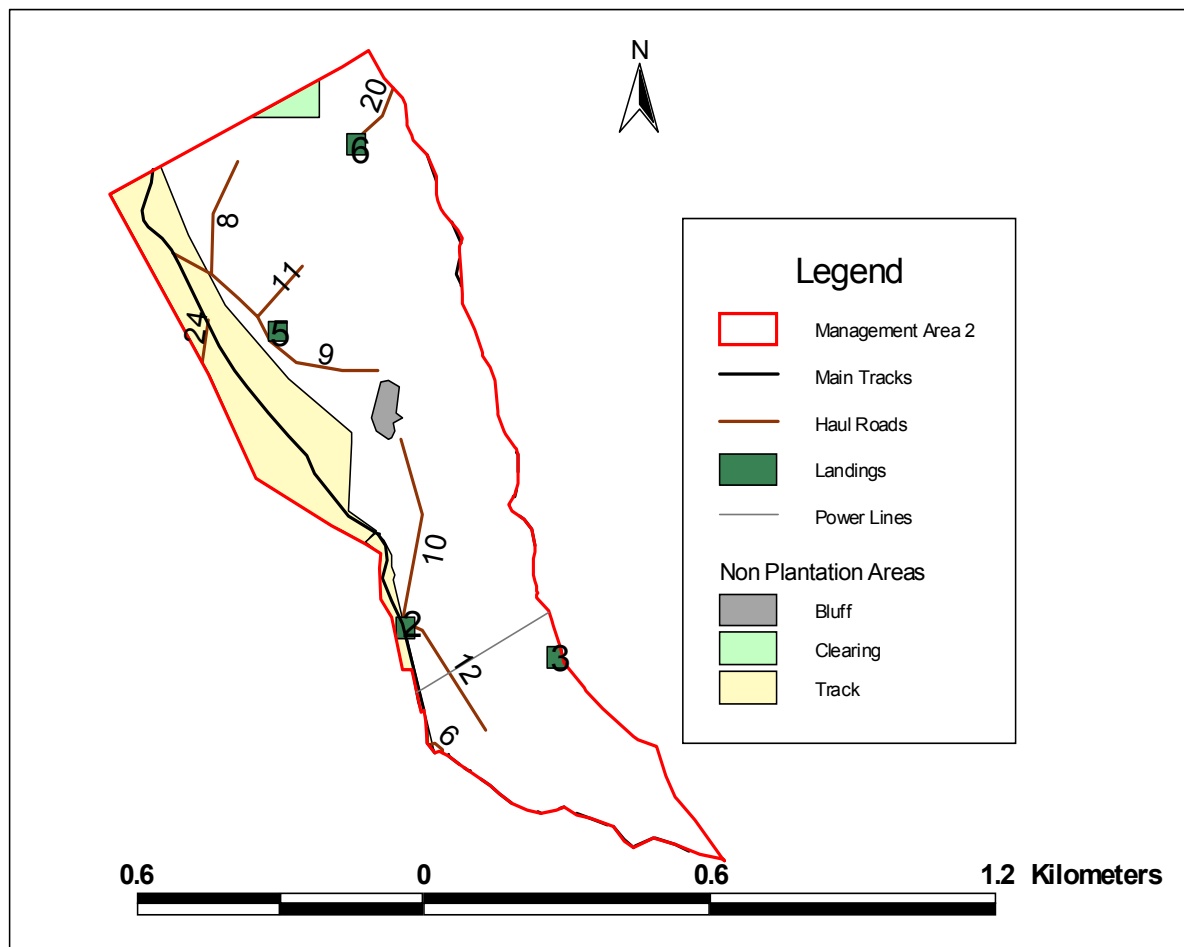 N
20
6
8
11
5
24
9
10
2
12
3
6
Legend
Management Area 2
Main Tracks
Haul Roads
Landings
Power Lines
Non Plantation Areas
Bluff
Clearing
Track
0.6 0 0.6 1.2 Kilometers